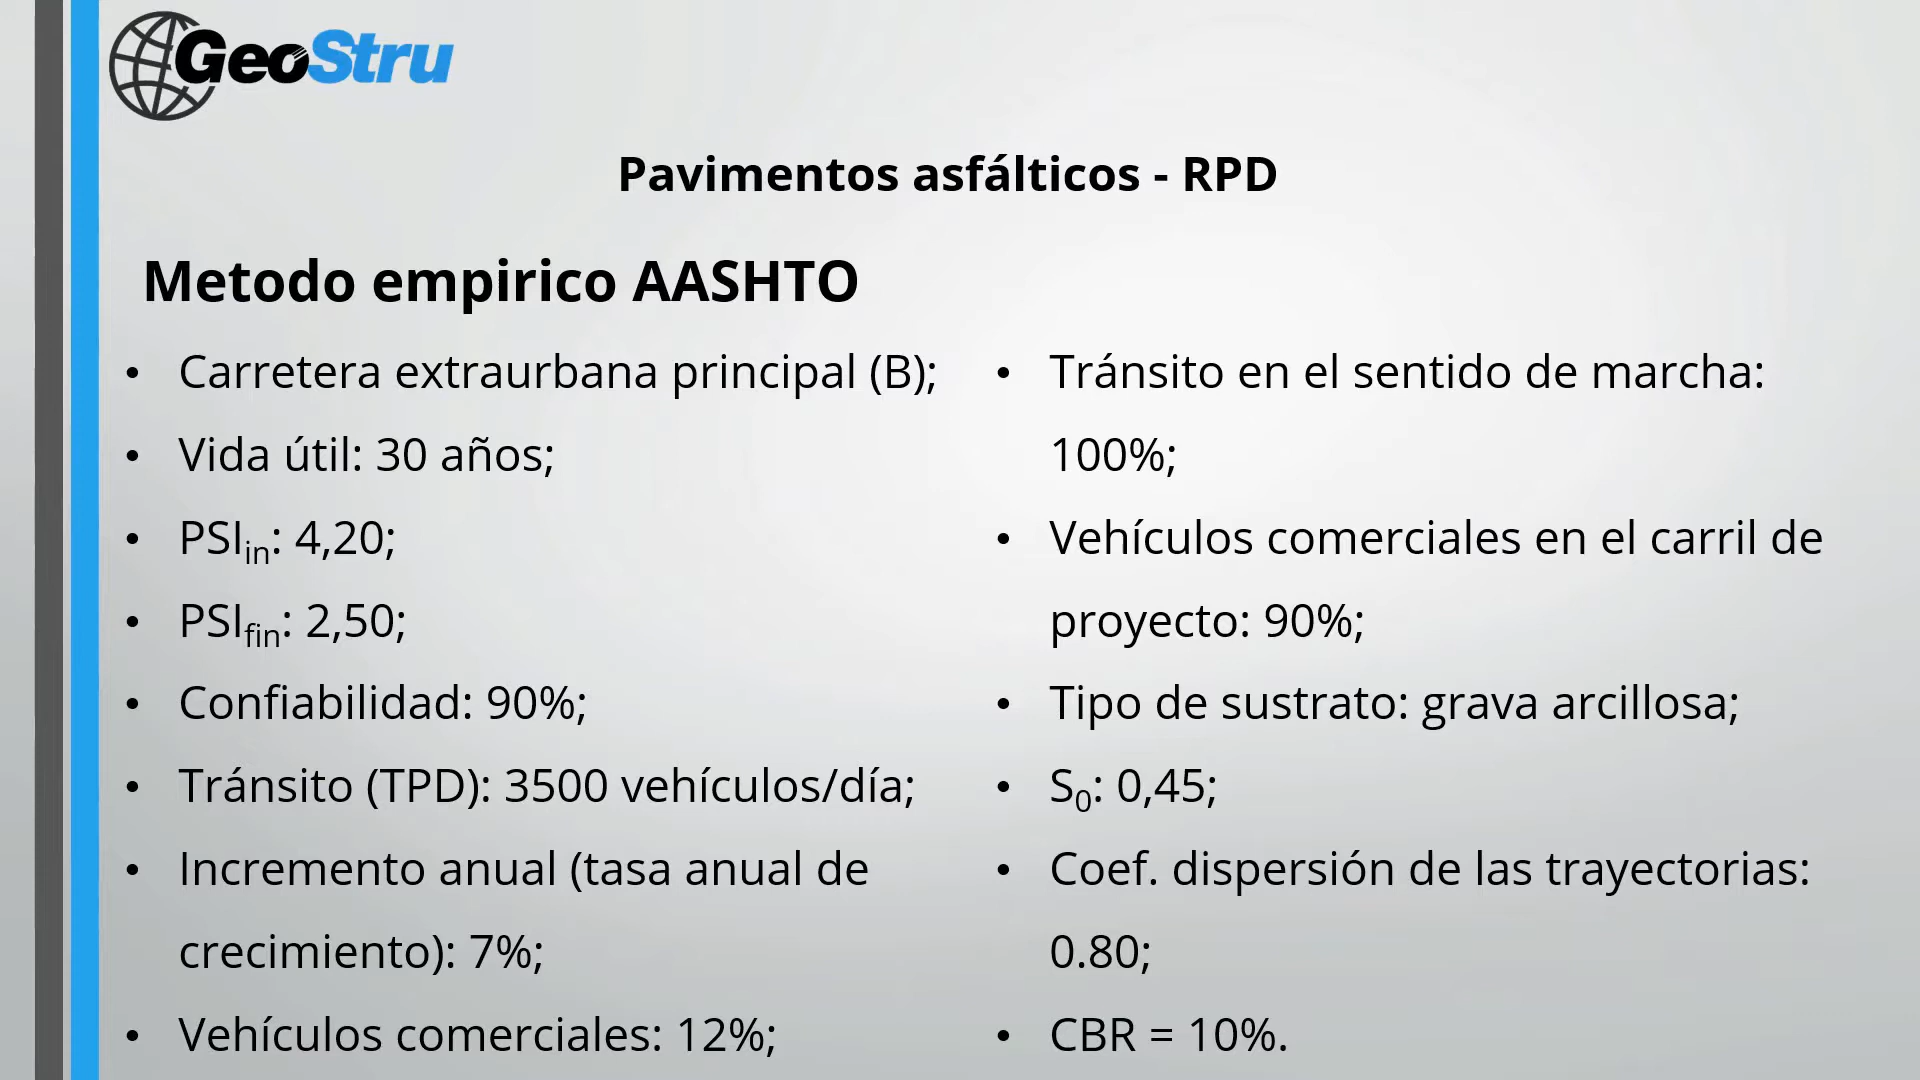 GeoStru
Pavimentos asfálticos - RPD
Metodo empirico AASHTO
• Carretera extraurbana principal (B);
• Vida útil: 30 años;
• PSIin: 4,20;
• PSIfin: 2,50;
• Confiabilidad: 90%;
• Tránsito (TPD): 3500 vehículos/día;
• Incremento anual (tasa anual de
crecimiento): 7%;
• Vehículos comerciales: 12%;
• Tránsito en el sentido de marcha:
100%;
• Vehículos comerciales en el carril de
proyecto: 90%;
• Tipo de sustrato: grava arcillosa;
• S0: 0,45;
• Coef. dispersión de las trayectorias:
0.80;
• CBR = 10%.